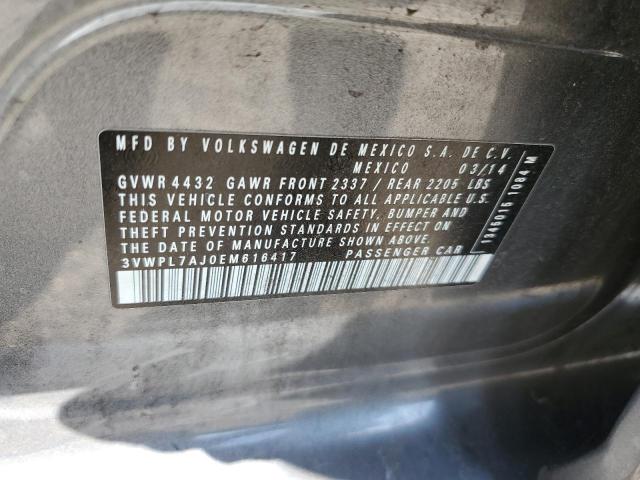 MFD BY VOLKSWAGEN DE MEXICO S.A. DE C.V.
MEXICO 03/14
GVWR 4432 GAWR FRONT 2337 / REAR 2205 LBS
THIS VEHICLE CONFORMS TO ALL APPLICABLE U.S.
FEDERAL MOTOR VEHICLE SAFETY, BUMPER AND
THEFT PREVENTION STANDARDS IN EFFECT ON
THE DATE OF MANUFACTURE SHOWN ABOVE.
3VWPL7AJ0EM616417 PASSENGER CAR
1084 M